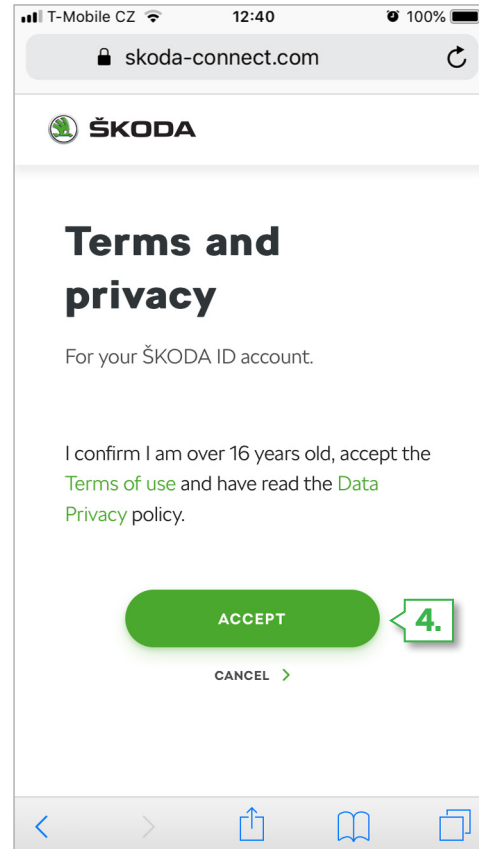 T-Mobile CZ 12:40 100%
skoda-connect.com
ŠKODA
Terms and
privacy
For your ŠKODA ID account.
I confirm I am over 16 years old, accept the
Terms of use and have read the Data
Privacy policy.
ACCEPT
4.
CANCEL